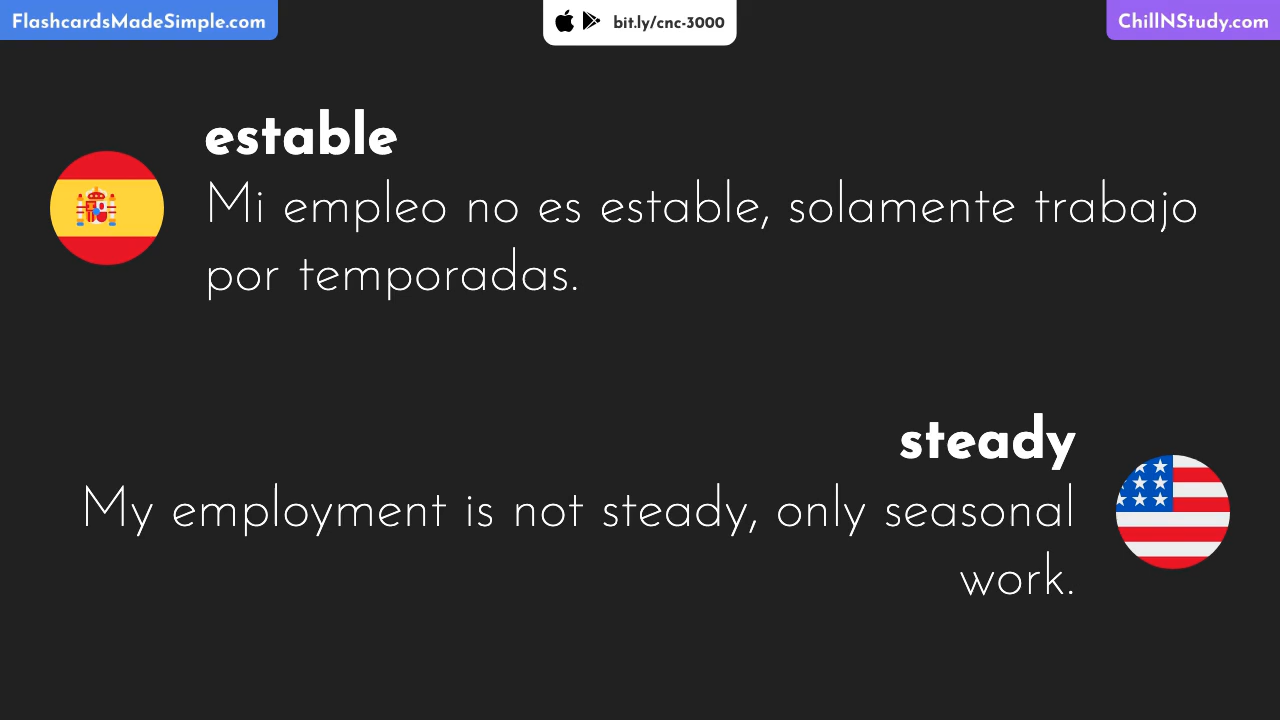 FlashcardsMadeSimple.com
bit.ly/cnc-3000
ChillNStudy.com
estable
Mi empleo no es estable, solamente trabajo
por temporadas.
steady
My employment is not steady, only seasonal
work.